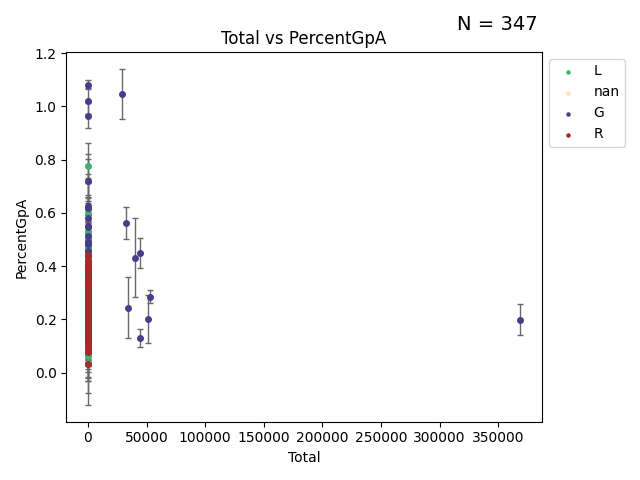 N = 347
Total vs PercentGpA
1.2
1.0
0.8
0.6
0.4
0.2
0.0
PercentGpA
0 50000 100000 150000 200000 250000 300000 350000
Total
L
nan
G
R